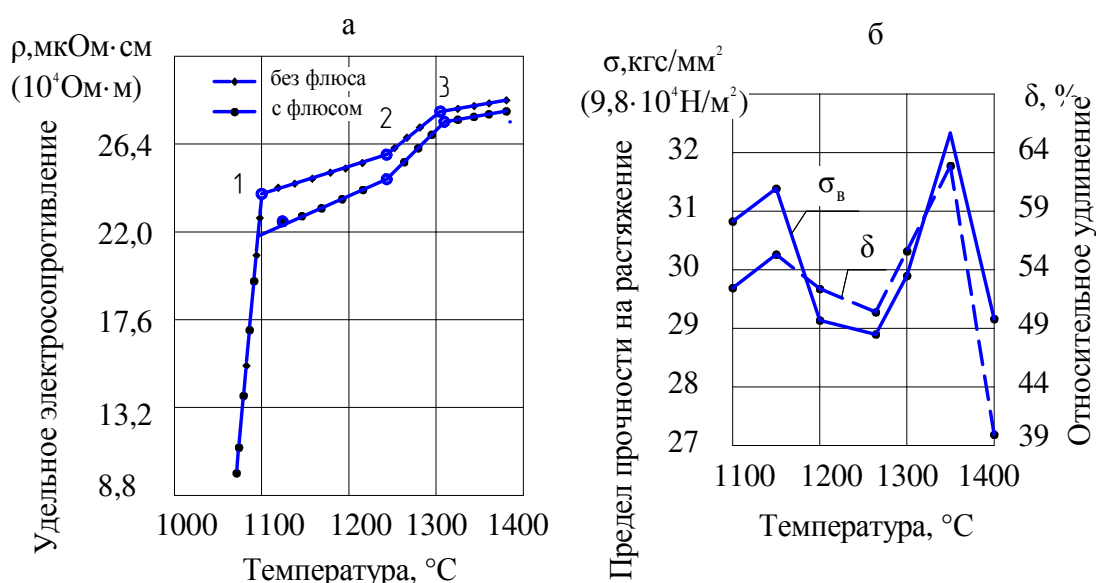 а
ρ,мкОм·см
(10⁴Ом·м)
Удельное электросопротивление
без флюса
с флюсом
1
2
3
26,4
22,0
17,6
13,2
8,8
1000
1100
1200
1300
1400
Температура, °C
б
σ,кгс/мм²
(9,8·10⁴Н/м²)
δ, %
Предел прочности на растяжение
32
31
30
29
28
27
σв
δ
64
59
54
49
44
39
Относительное удлинение
1100
1200
1300
1400
Температура, °C